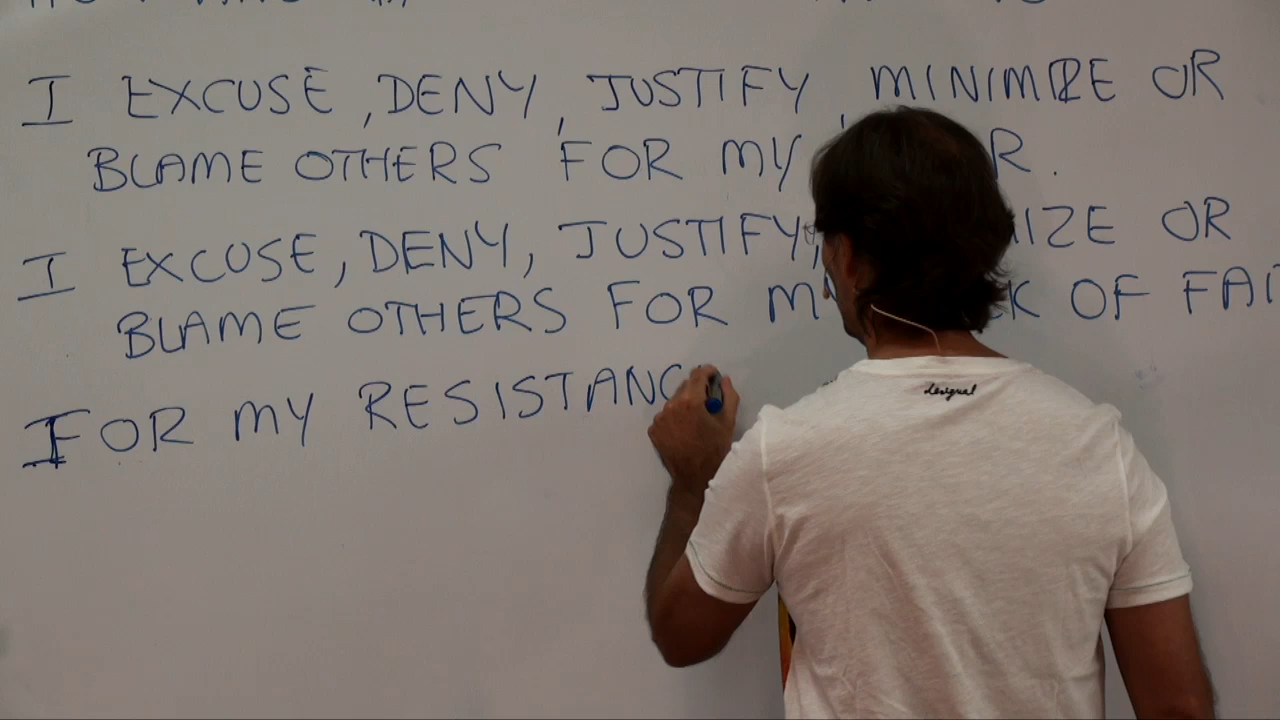 I EXCUSE, DENY, JUSTIFY, MINIMIZE OR
BLAME OTHERS FOR MY R.
I EXCUSE, DENY, JUSTIFY, IZE OR
BLAME OTHERS FOR M K OF FAI
FOR MY RESISTANC
desigual